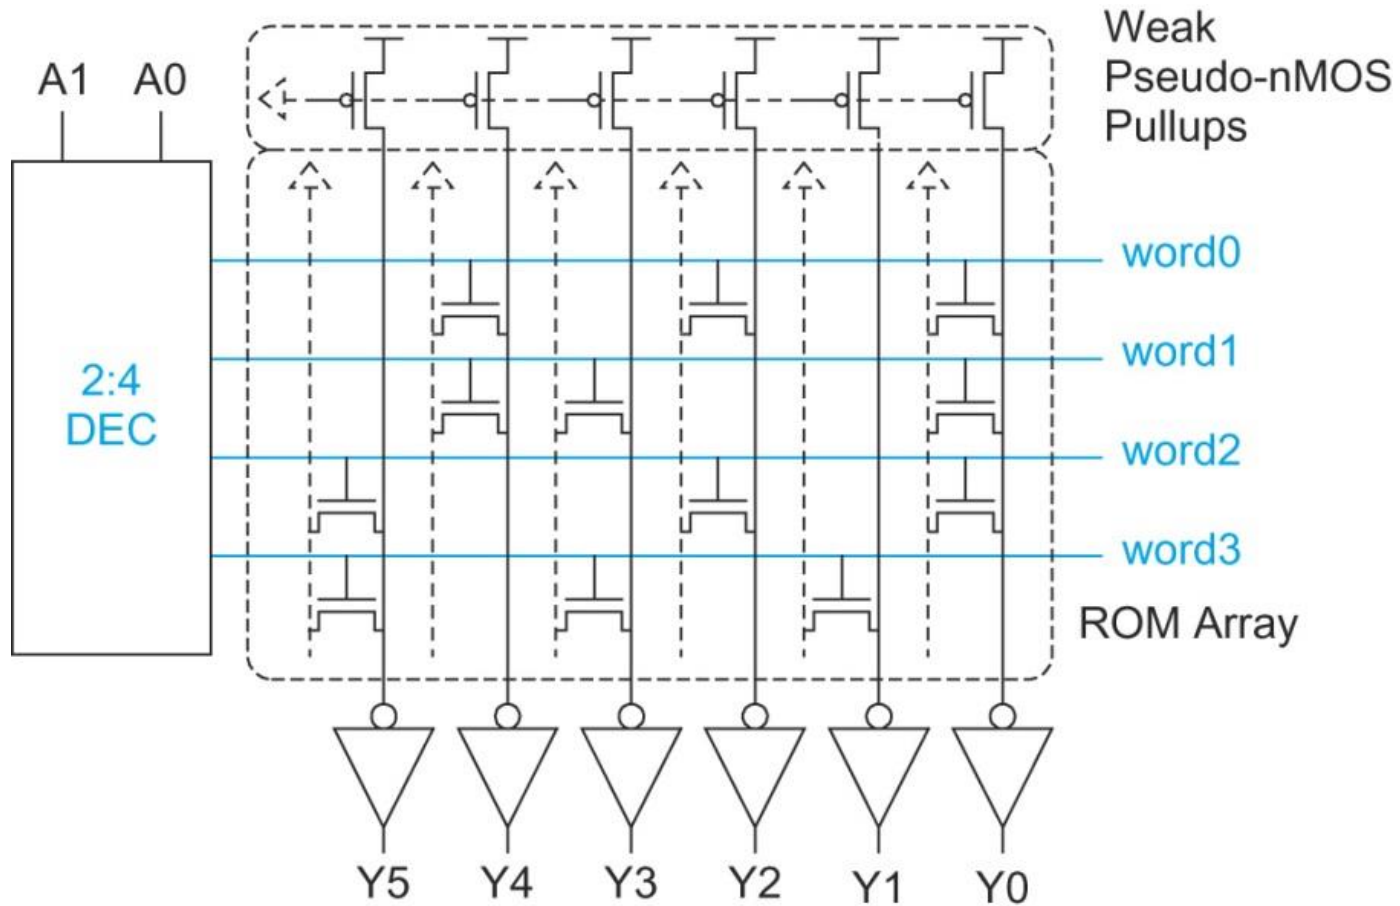 Weak
Pseudo-nMOS
Pullups
A1 A0
word0
word1
2:4
DEC
word2
word3
ROM Array
Y5 Y4 Y3 Y2 Y1 Y0